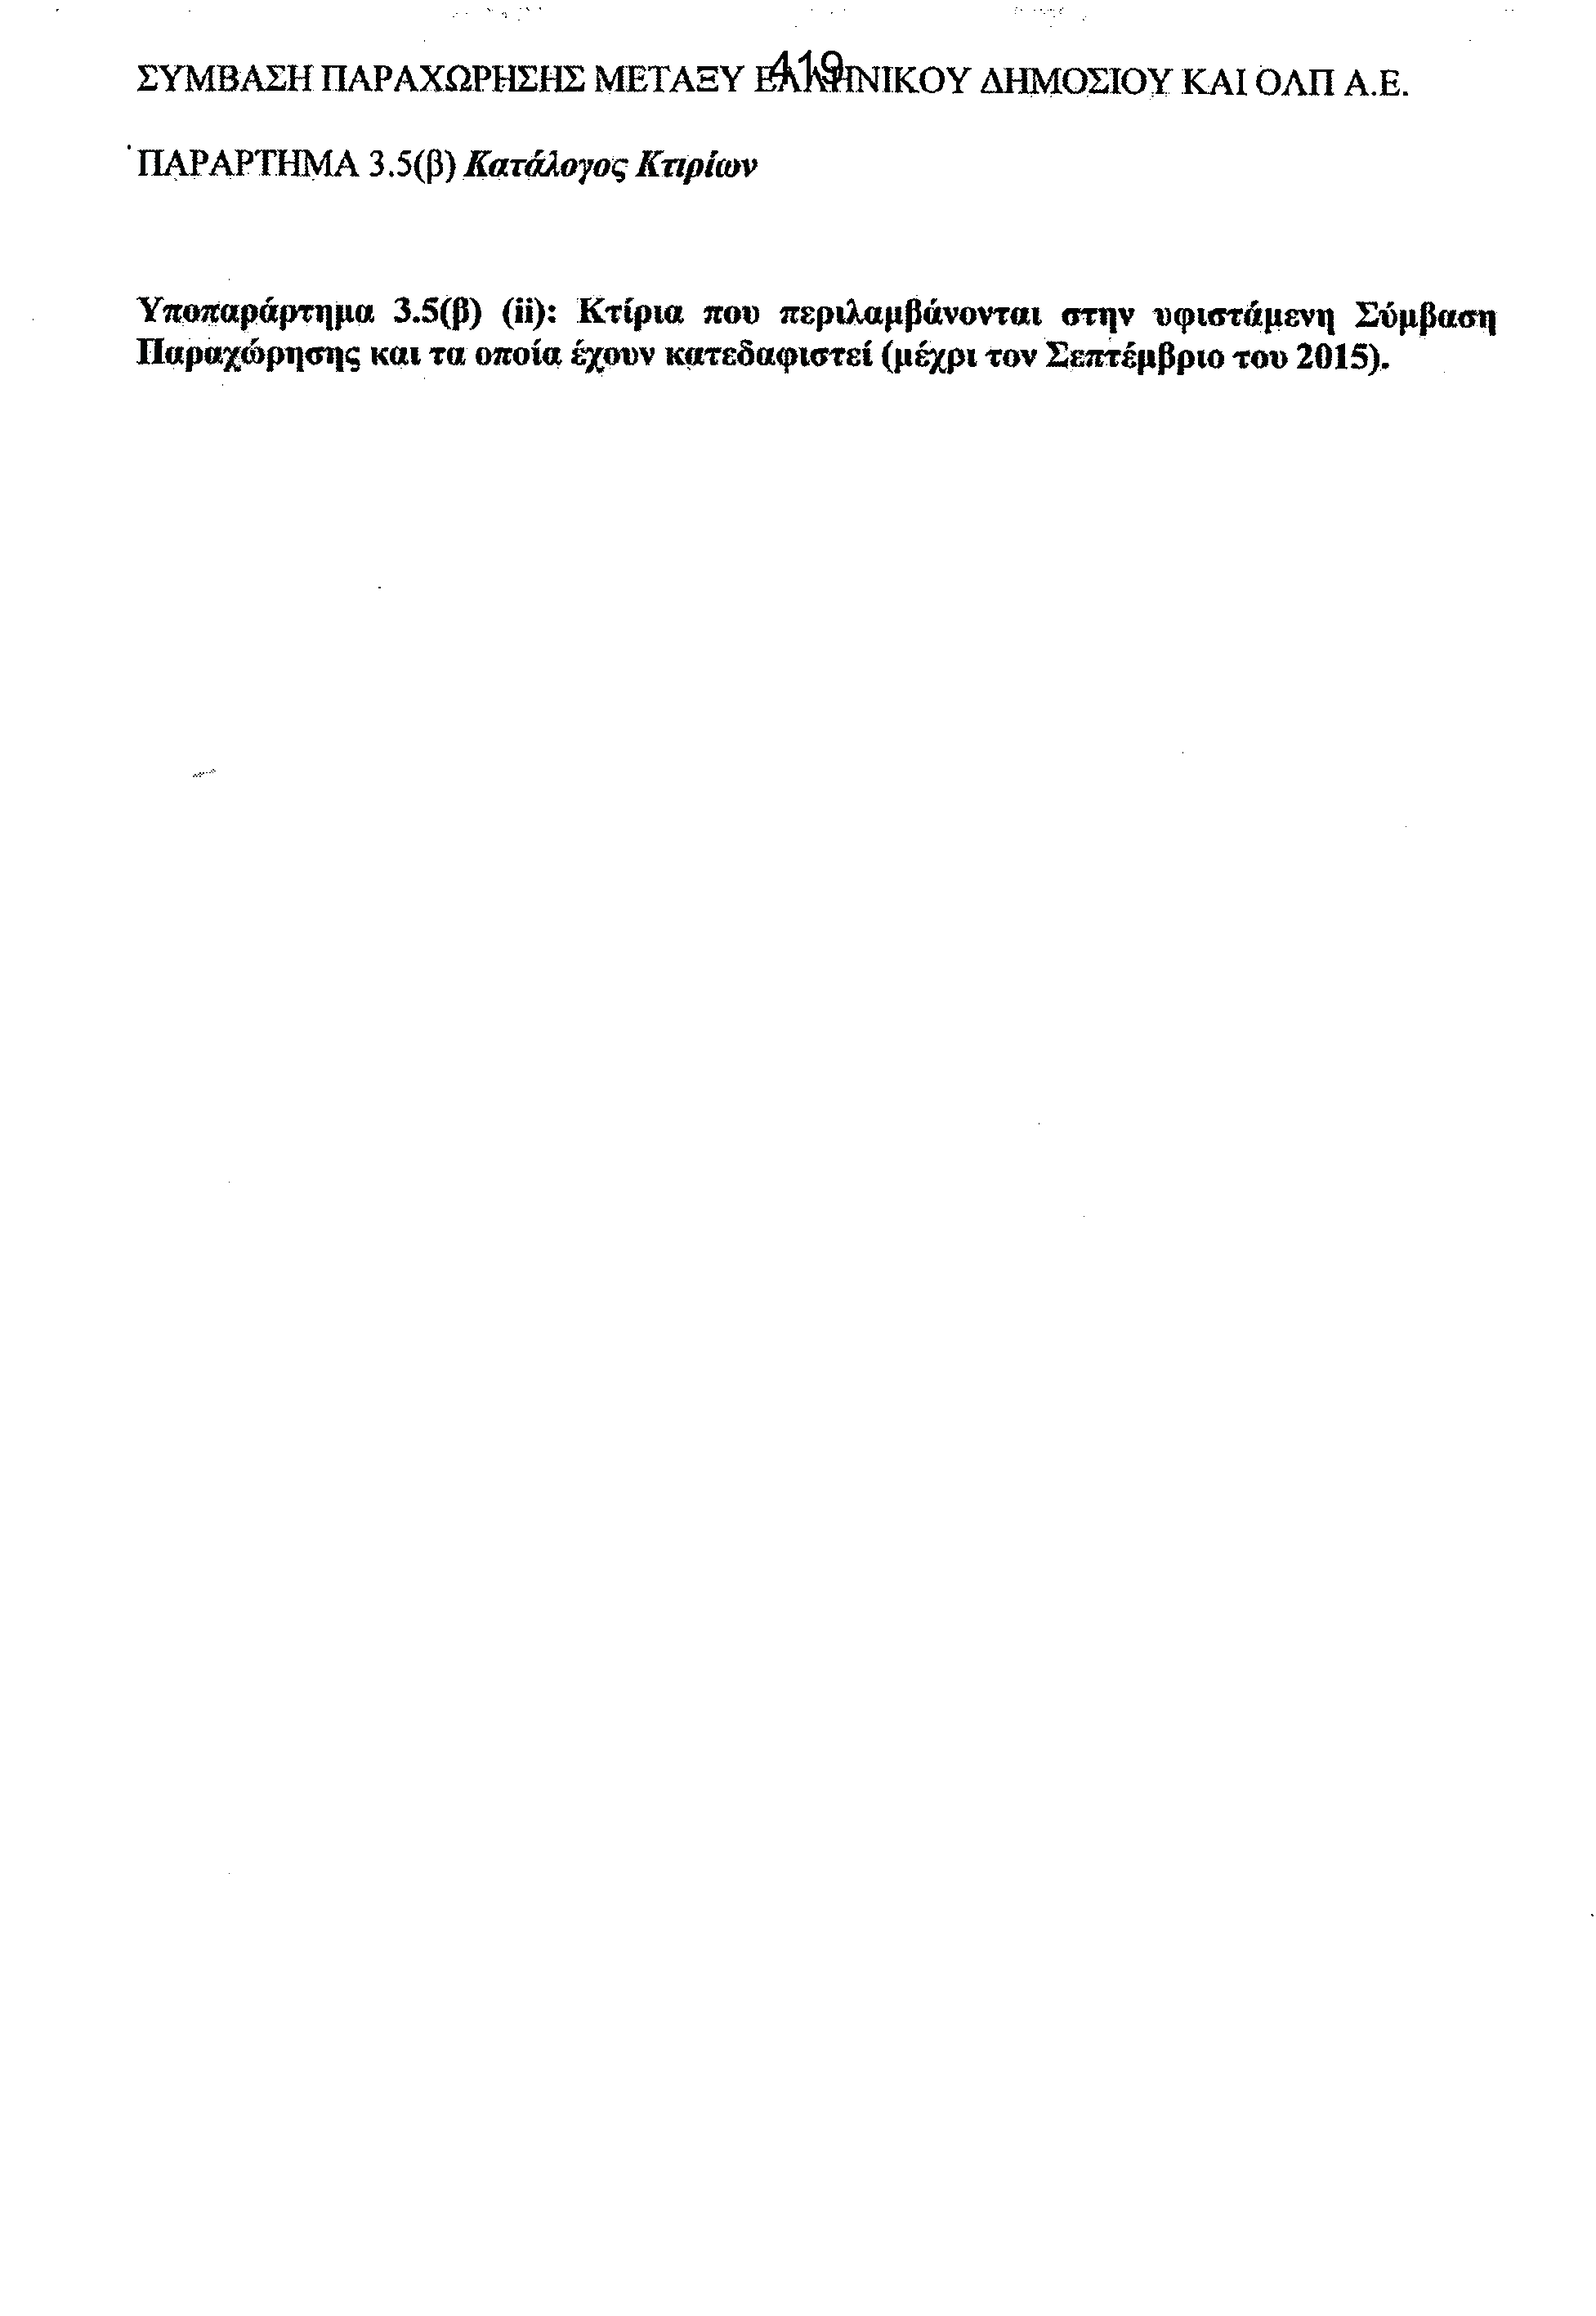 419
ΣΥΜΒΑΣΗ ΠΑΡΑΧΩΡΗΣΗΣ ΜΕΤΑΞΥ ΕΛΛΗΝΙΚΟΥ ΔΗΜΟΣΙΟΥ ΚΑΙ ΟΛΠ Α.Ε.
ΠΑΡΑΡΤΗΜΑ 3.5(β) Κατάλογος Κτιρίων
Υποπαράρτημα 3.5(β) (ii): Κτίρια που περιλαμβάνονται στην υφιστάμενη Σύμβαση
Παραχώρησης και τα οποία έχουν κατεδαφιστεί (μέχρι τον Σεπτέμβριο του 2015).